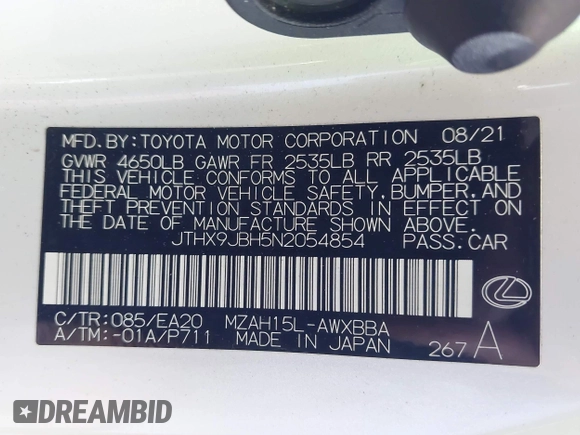 MFD. BY: TOYOTA MOTOR CORPORATION 08/21
GVWR 4650LB GAWR FR 2535LB RR 2535LB
THIS VEHICLE CONFORMS TO ALL APPLICABLE
FEDERAL MOTOR VEHICLE SAFETY, BUMPER, AND
THEFT PREVENTION STANDARDS IN EFFECT ON
THE DATE OF MANUFACTURE SHOWN ABOVE.
JTHX9JBH5N2054854 PASS. CAR
C/TR: 085/EA20 MZAH15L-AWXBBA
A/TM: -01A/P711 MADE IN JAPAN 267 A
DREAMBID